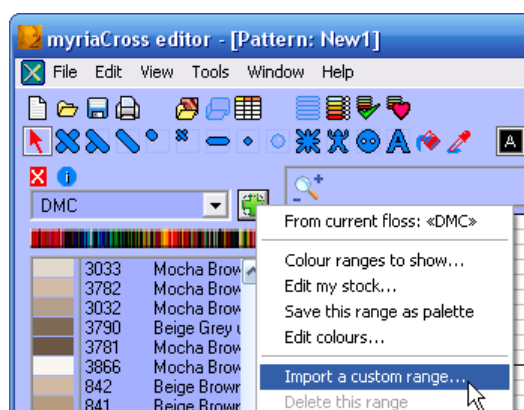 myriaCross editor - [Pattern: New1]
File Edit View Tools Window Help
A A
DMC
From current floss: «DMC»
Colour ranges to show...
Edit my stock...
Save this range as palette
Edit colours...
Import a custom range...
Delete this range
3033 Mocha Brow
3782 Mocha Brow
3032 Mocha Brow
3790 Beige Grey u
3781 Mocha Brow
3866 Mocha Brow
842 Beige Brown
841 Beige Brown